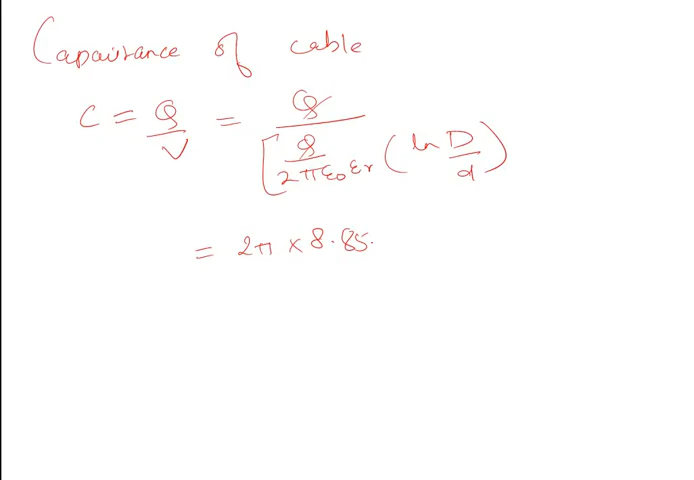 Capacitance of cable
C = Q/V = Q/[Q/2πε₀εr (ln D/d)
= 2π × 8.85.